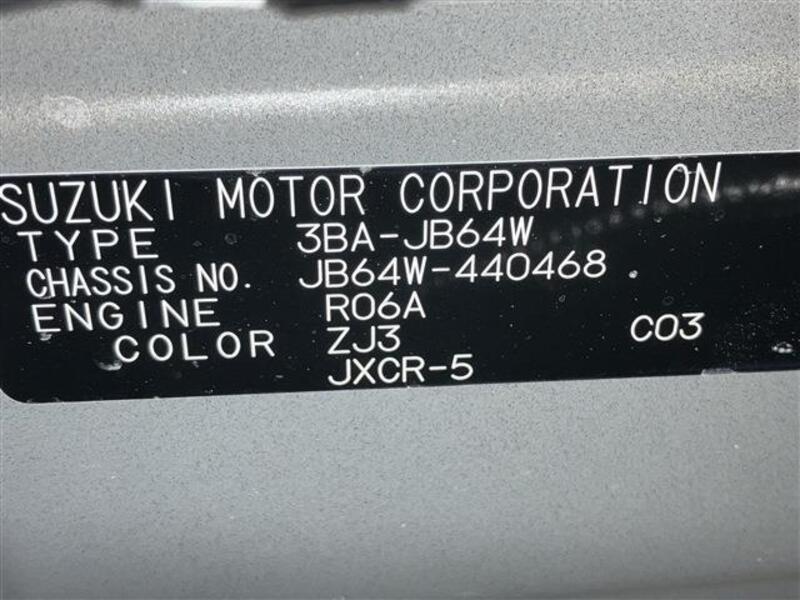 SUZUKI MOTOR CORPORATION
TYPE 3BA-JB64W
CHASSIS NO. JB64W-440468
ENGINE R06A
COLOR ZJ3 C03
JXCR-5